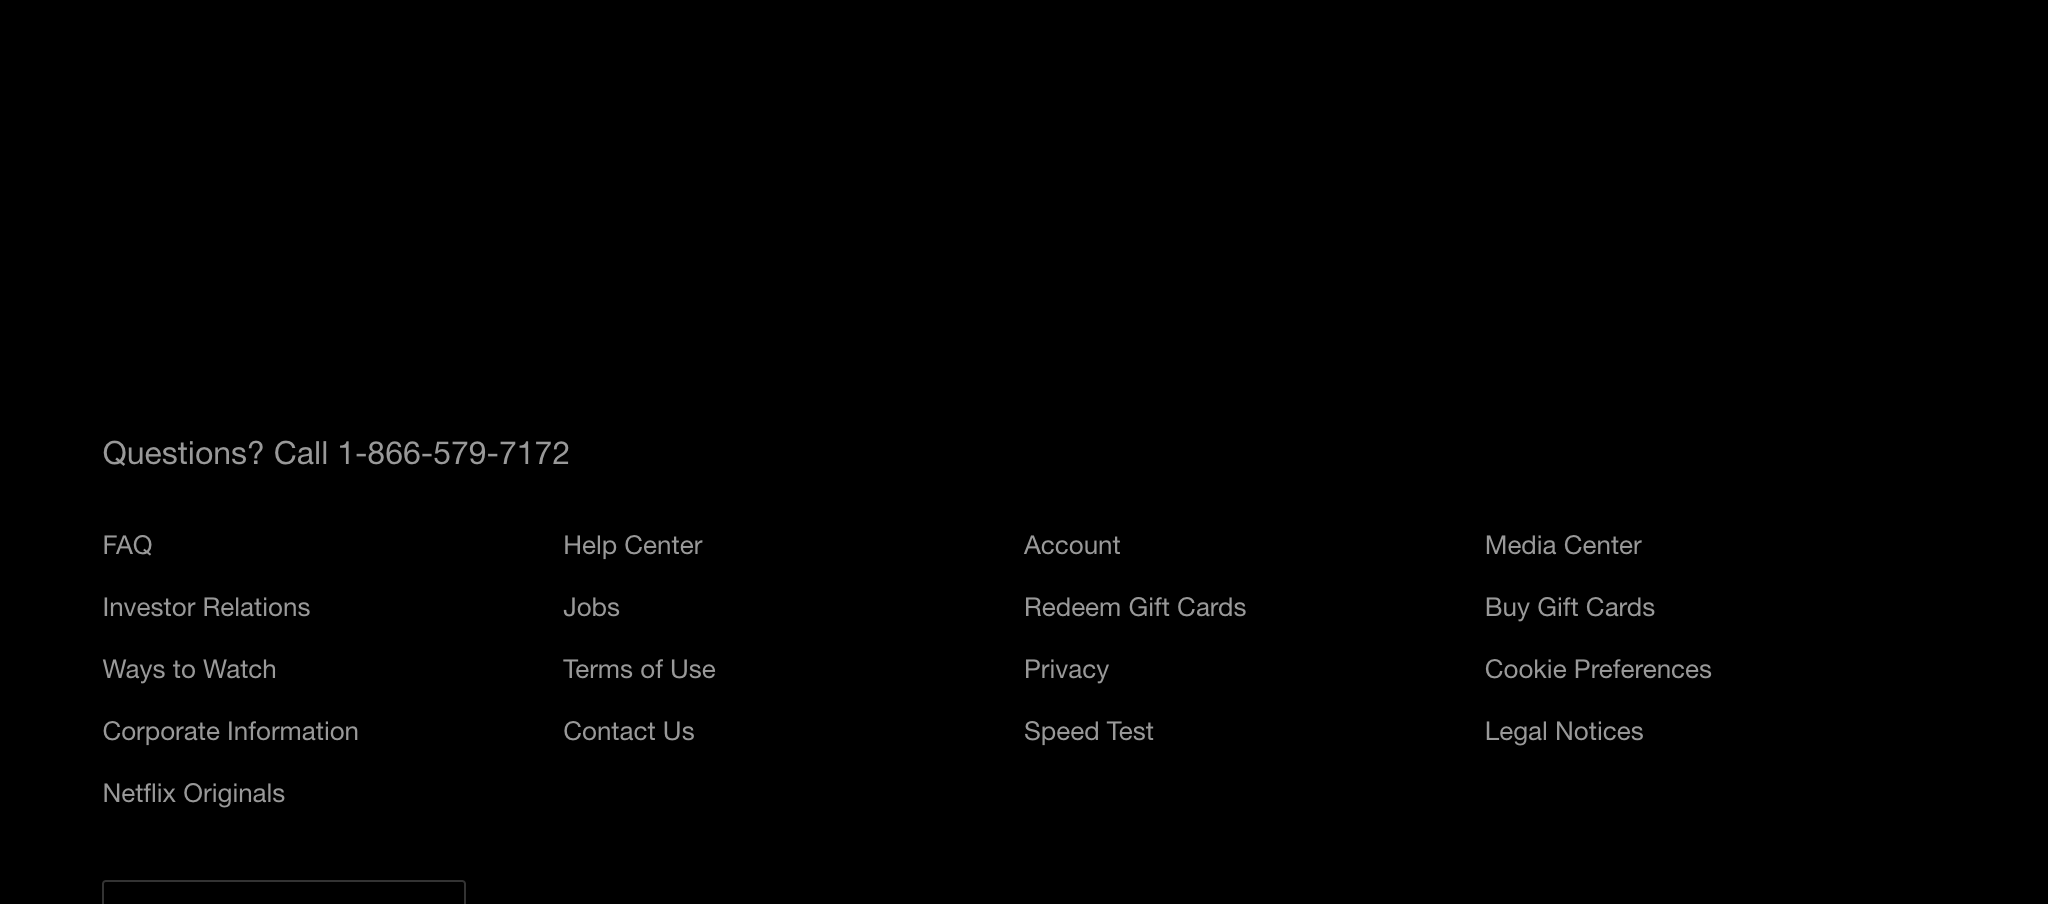 Questions? Call 1-866-579-7172
FAQ
Help Center
Account
Media Center
Investor Relations
Jobs
Redeem Gift Cards
Buy Gift Cards
Ways to Watch
Terms of Use
Privacy
Cookie Preferences
Corporate Information
Contact Us
Speed Test
Legal Notices
Netflix Originals